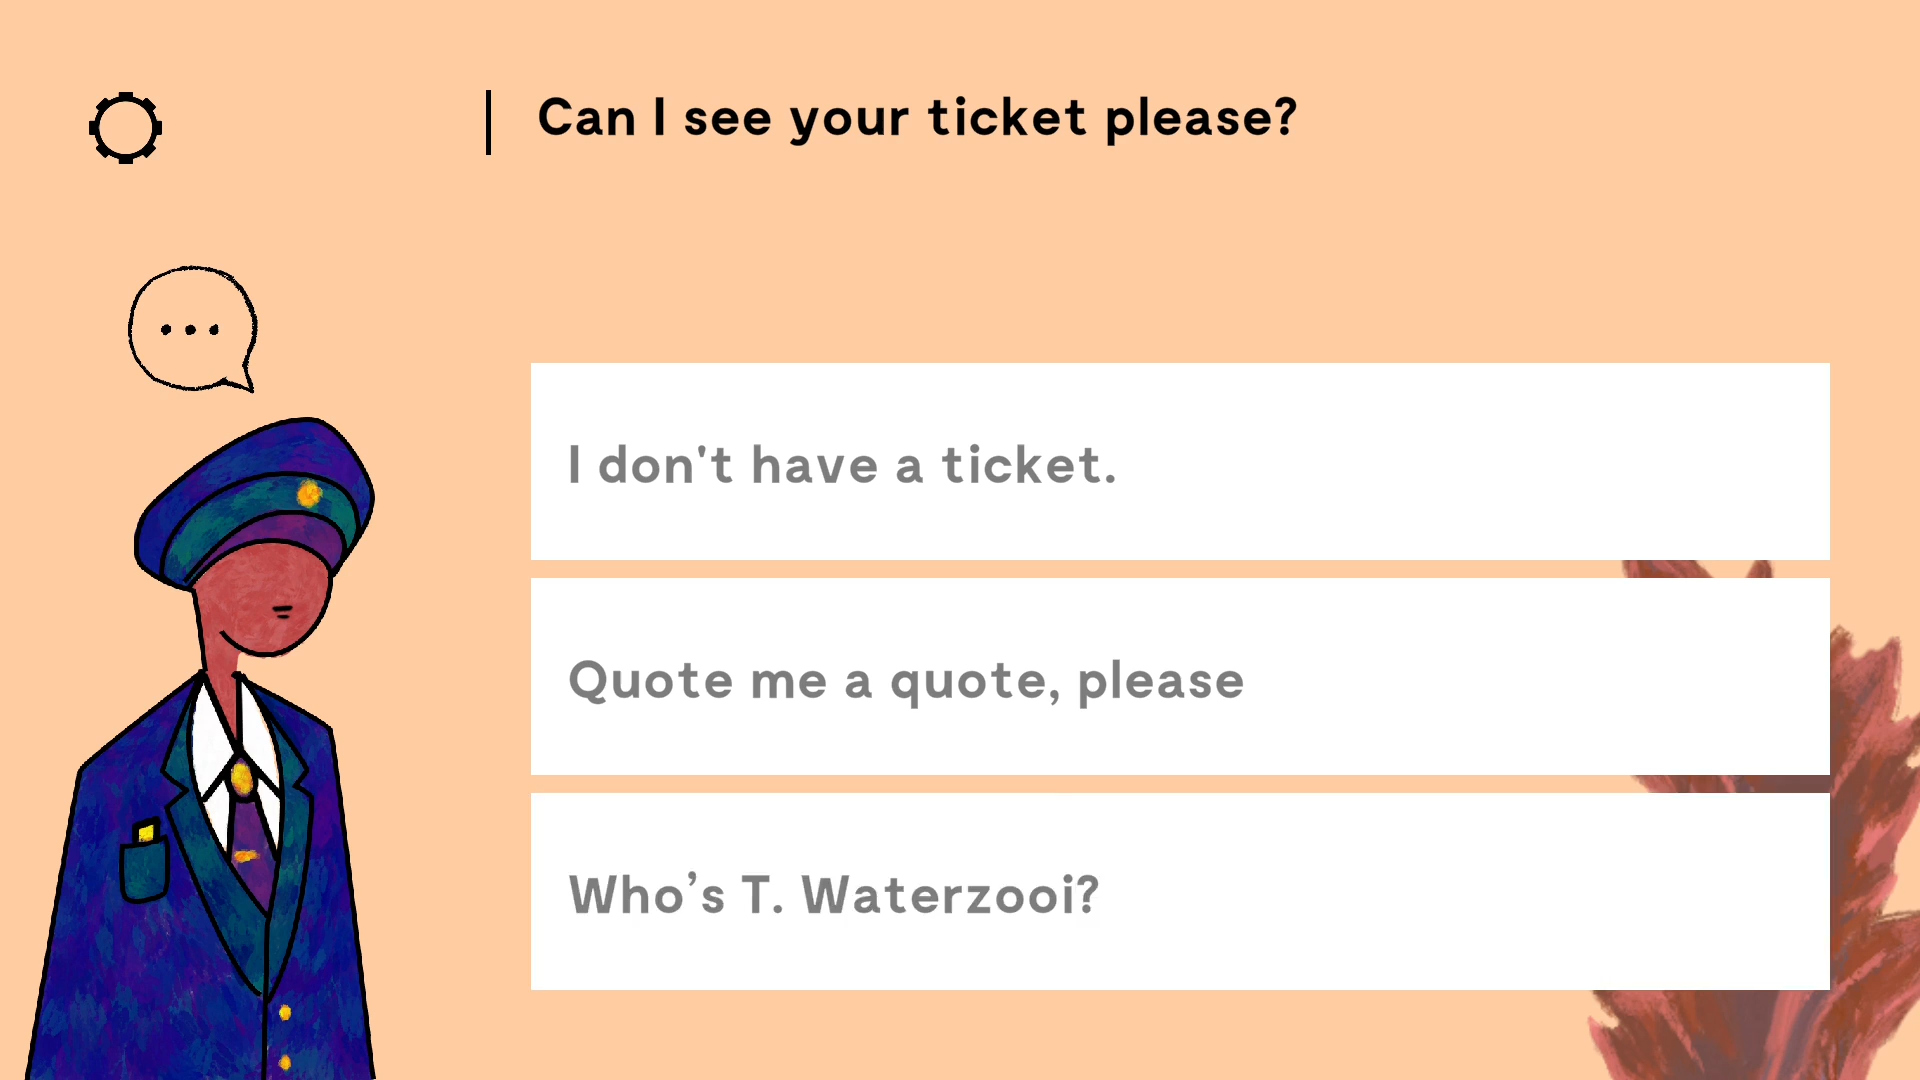 Can I see your ticket please?
I don't have a ticket.
Quote me a quote, please
Who’s T. Waterzooi?